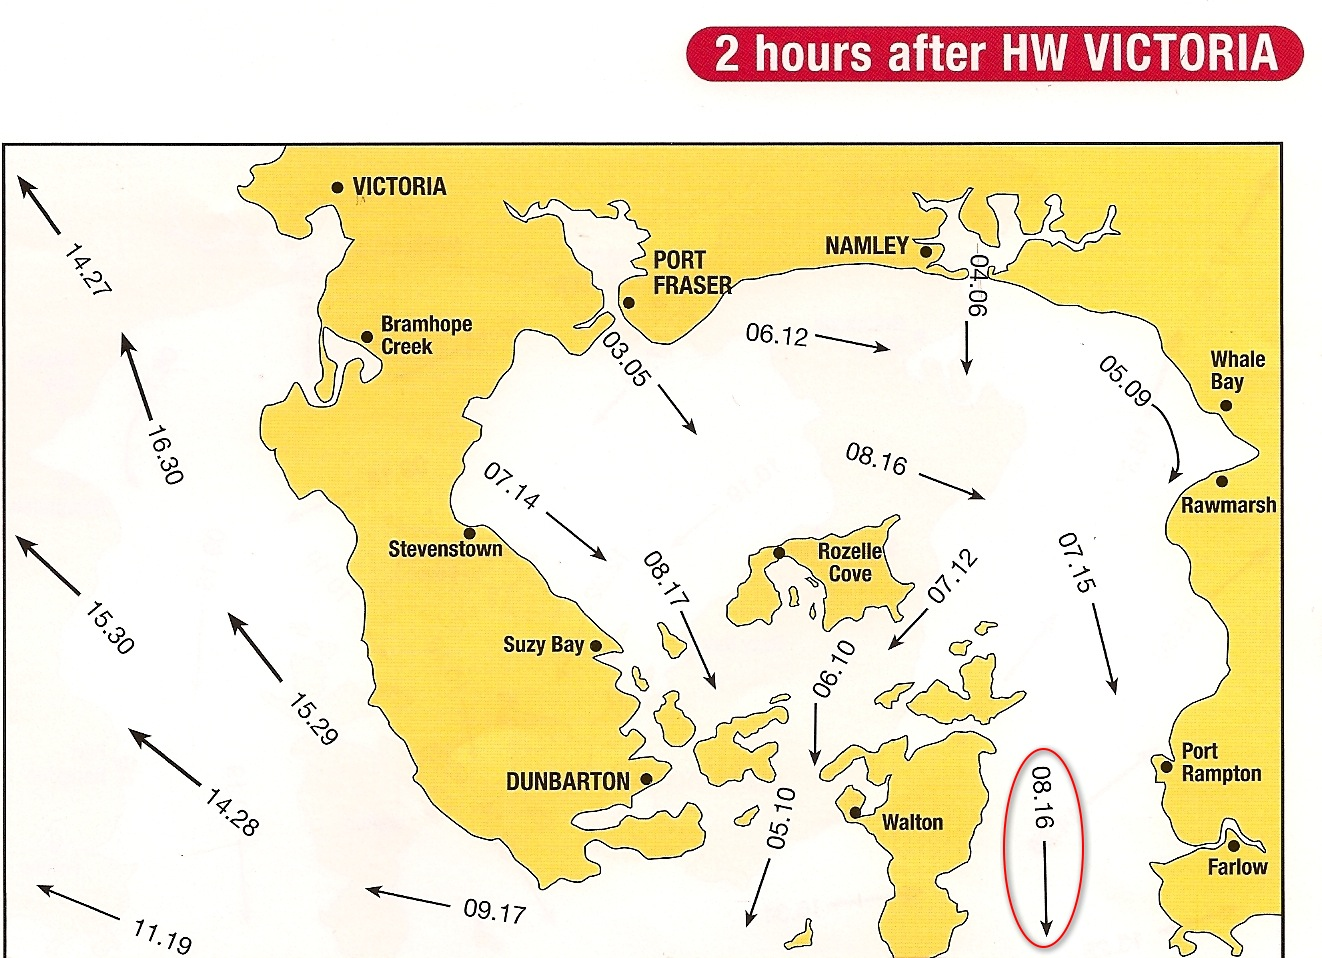 2 hours after HW VICTORIA
VICTORIA
14.27
PORT
FRASER
NAMLEY
04.06
Bramhope
Creek
03.05
06.12
05.09
Whale
Bay
16.30
07.14
08.16
Rawmarsh
Stevenstown
08.17
Rozelle
Cove
07.12
07.15
15.30
Suzy Bay
06.10
15.29
DUNBARTON
Port
Rampton
14.28
05.10
Walton
08.16
Farlow
11.19
09.17